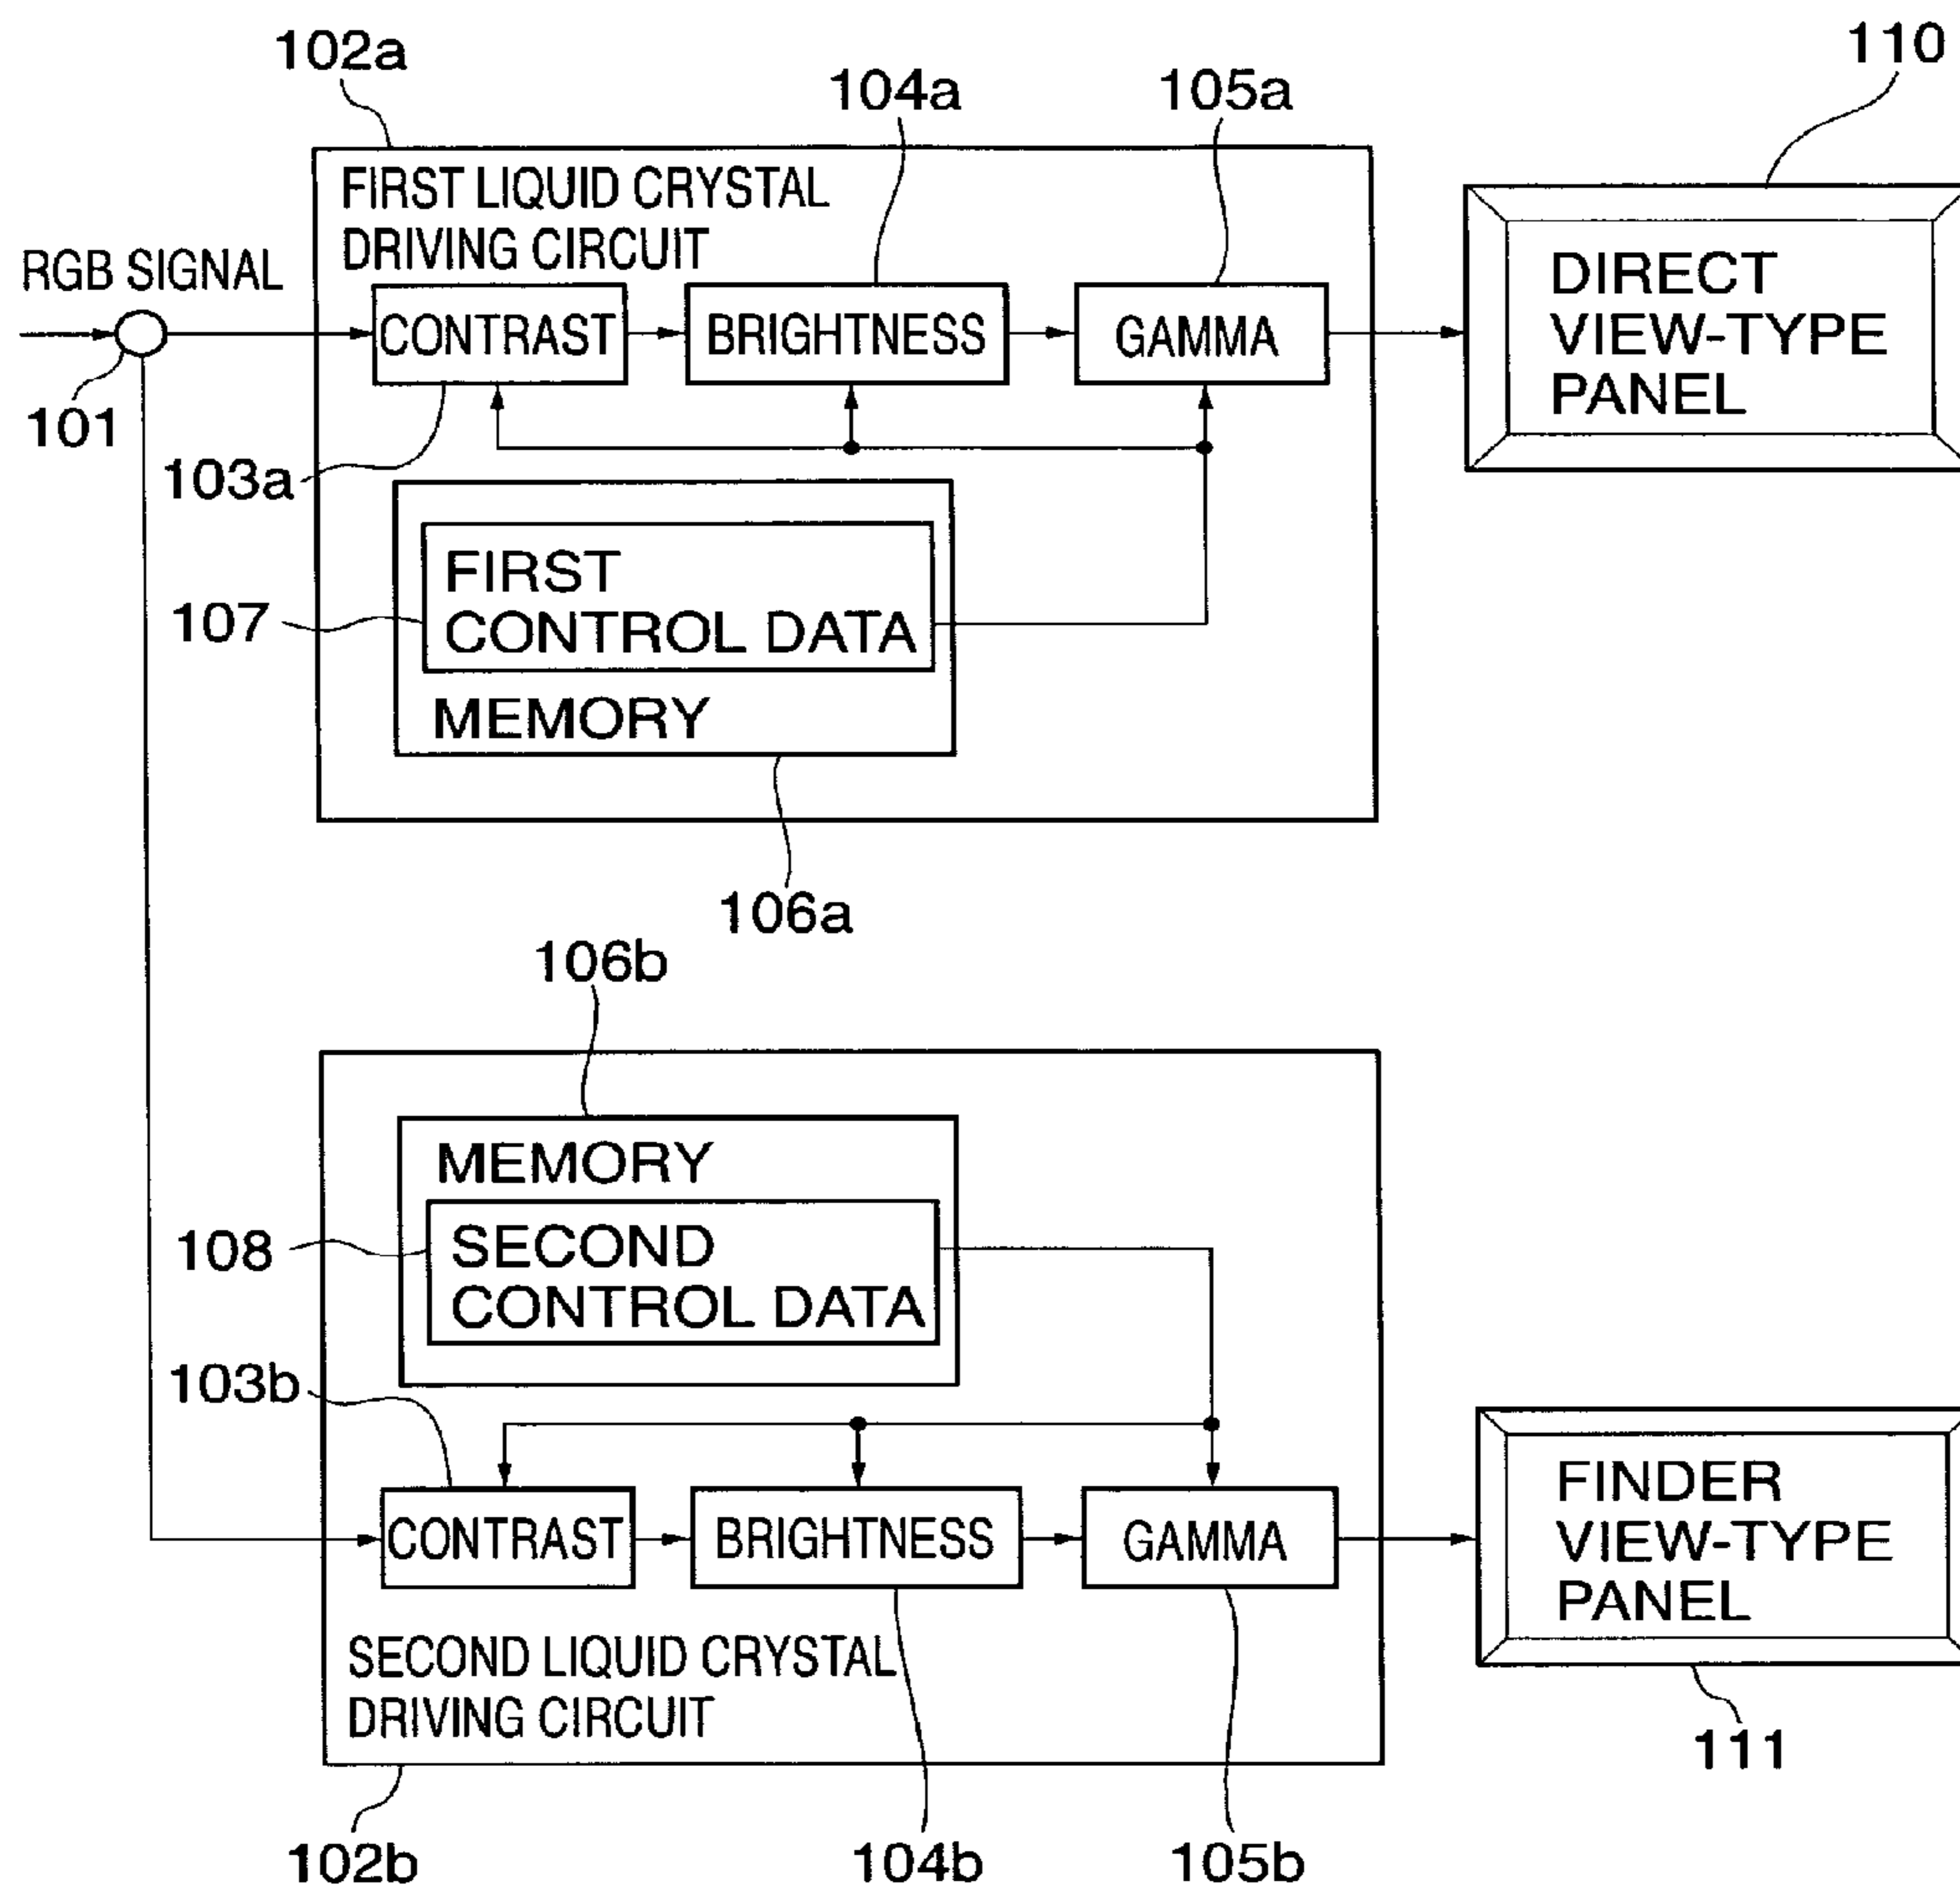 102a
104a
105a
110
FIRST LIQUID CRYSTAL
DRIVING CIRCUIT
RGB SIGNAL
CONTRAST
BRIGHTNESS
GAMMA
DIRECT
VIEW-TYPE
PANEL
101
103a
107
FIRST
CONTROL DATA
MEMORY
106a
106b
MEMORY
108
SECOND
CONTROL DATA
103b
CONTRAST
BRIGHTNESS
GAMMA
FINDER
VIEW-TYPE
PANEL
SECOND LIQUID CRYSTAL
DRIVING CIRCUIT
111
102b
104b
105b